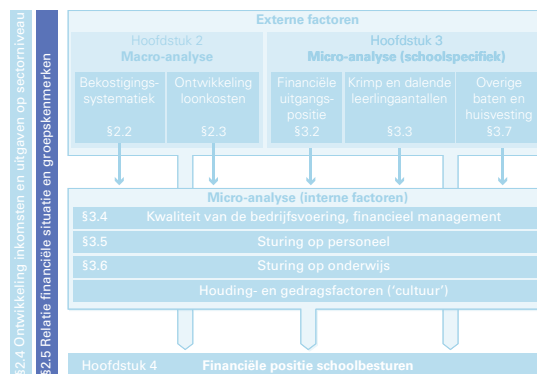 §2.4 Ontwikkeling inkomsten en uitgaven op sectorniveau
§2.5 Relatie financiële situatie en groepskenmerken
Externe factoren
Hoofdstuk 2
Macro-analyse
Bekostigings-
systematiek
§2.2
Ontwikkeling
loonkosten
§2.3
Hoofdstuk 3
Micro-analyse (schoolspecifiek)
Financiële
uitgangs-
positie
§3.2
Krimp en dalende
leerlingaantallen
§3.3
Overige
baten en
huisvesting
§3.7
Micro-analyse (interne factoren)
§3.4 Kwaliteit van de bedrijfsvoering, financieel management
§3.5 Sturing op personeel
§3.6 Sturing op onderwijs
Houding- en gedragsfactoren (‘cultuur’)
Hoofdstuk 4 Financiële positie schoolbesturen